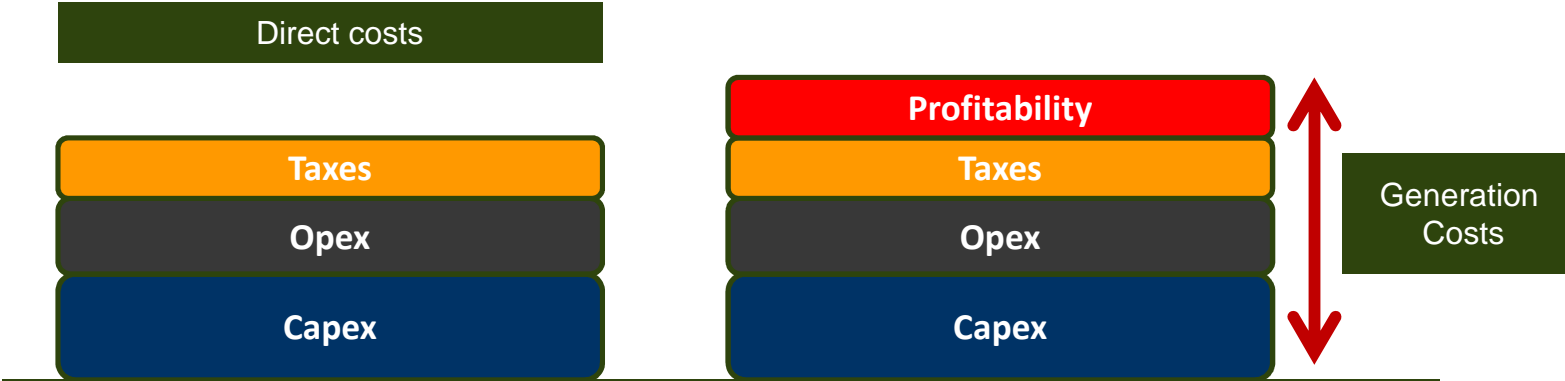 Direct costs
Taxes
Opex
Capex
Profitability
Taxes
Opex
Capex
Generation
Costs